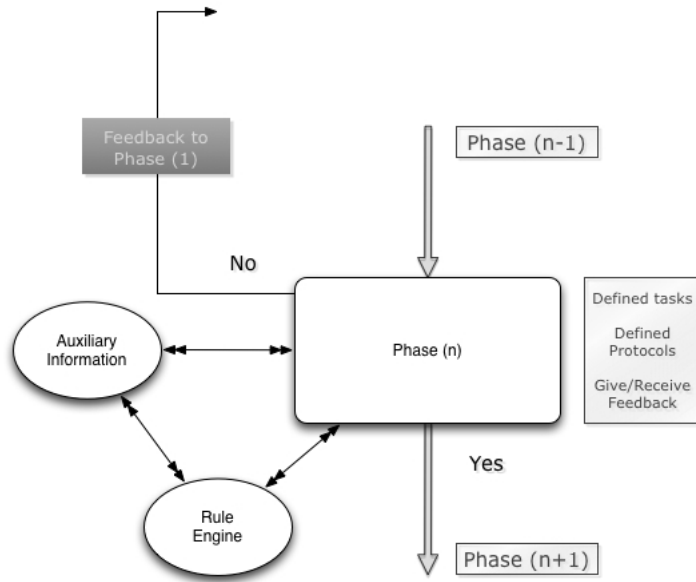 Feedback to
Phase (1)
Phase (n-1)
No
Defined tasks
Defined
Protocols
Give/Receive
Feedback
Auxiliary
Information
Phase (n)
Yes
Rule
Engine
Phase (n+1)